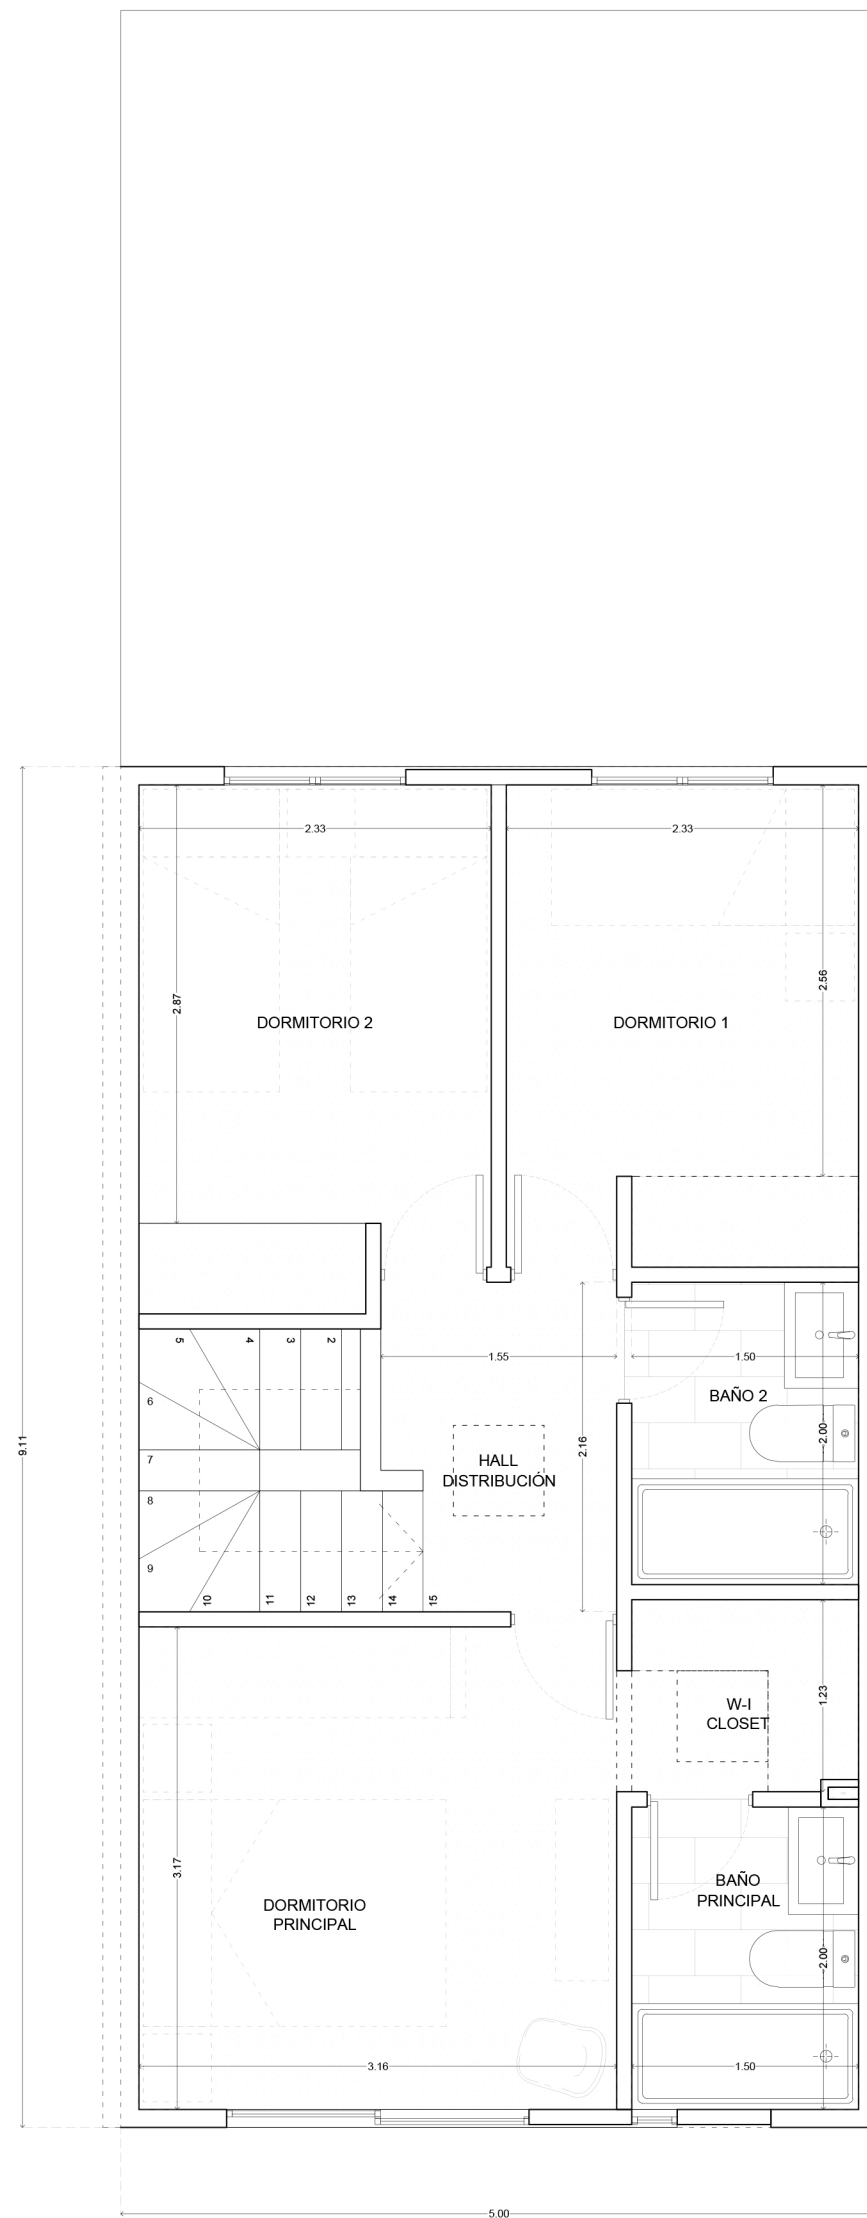 2.33
2.33
2.87
2.56
DORMITORIO 2
DORMITORIO 1
5
4
3
2
6
7
8
9
10
11
12
13
14
15
1.55
1.50
BAÑO 2
2.00
2.16
9.11
HALL
DISTRIBUCIÓN
1.23
W-I
CLOSET
3.17
DORMITORIO
PRINCIPAL
BAÑO
PRINCIPAL
2.00
3.16
1.50
5.00